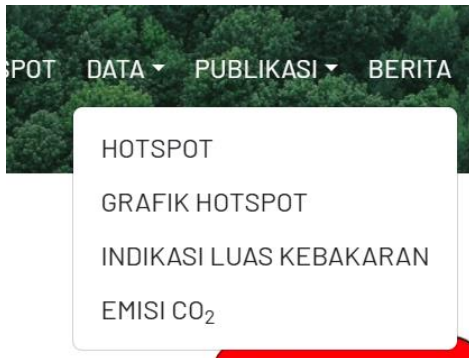 SPOT DATA PUBLIKASI BERITA
HOTSPOT
GRAFIK HOTSPOT
INDIKASI LUAS KEBAKARAN
EMISI CO₂